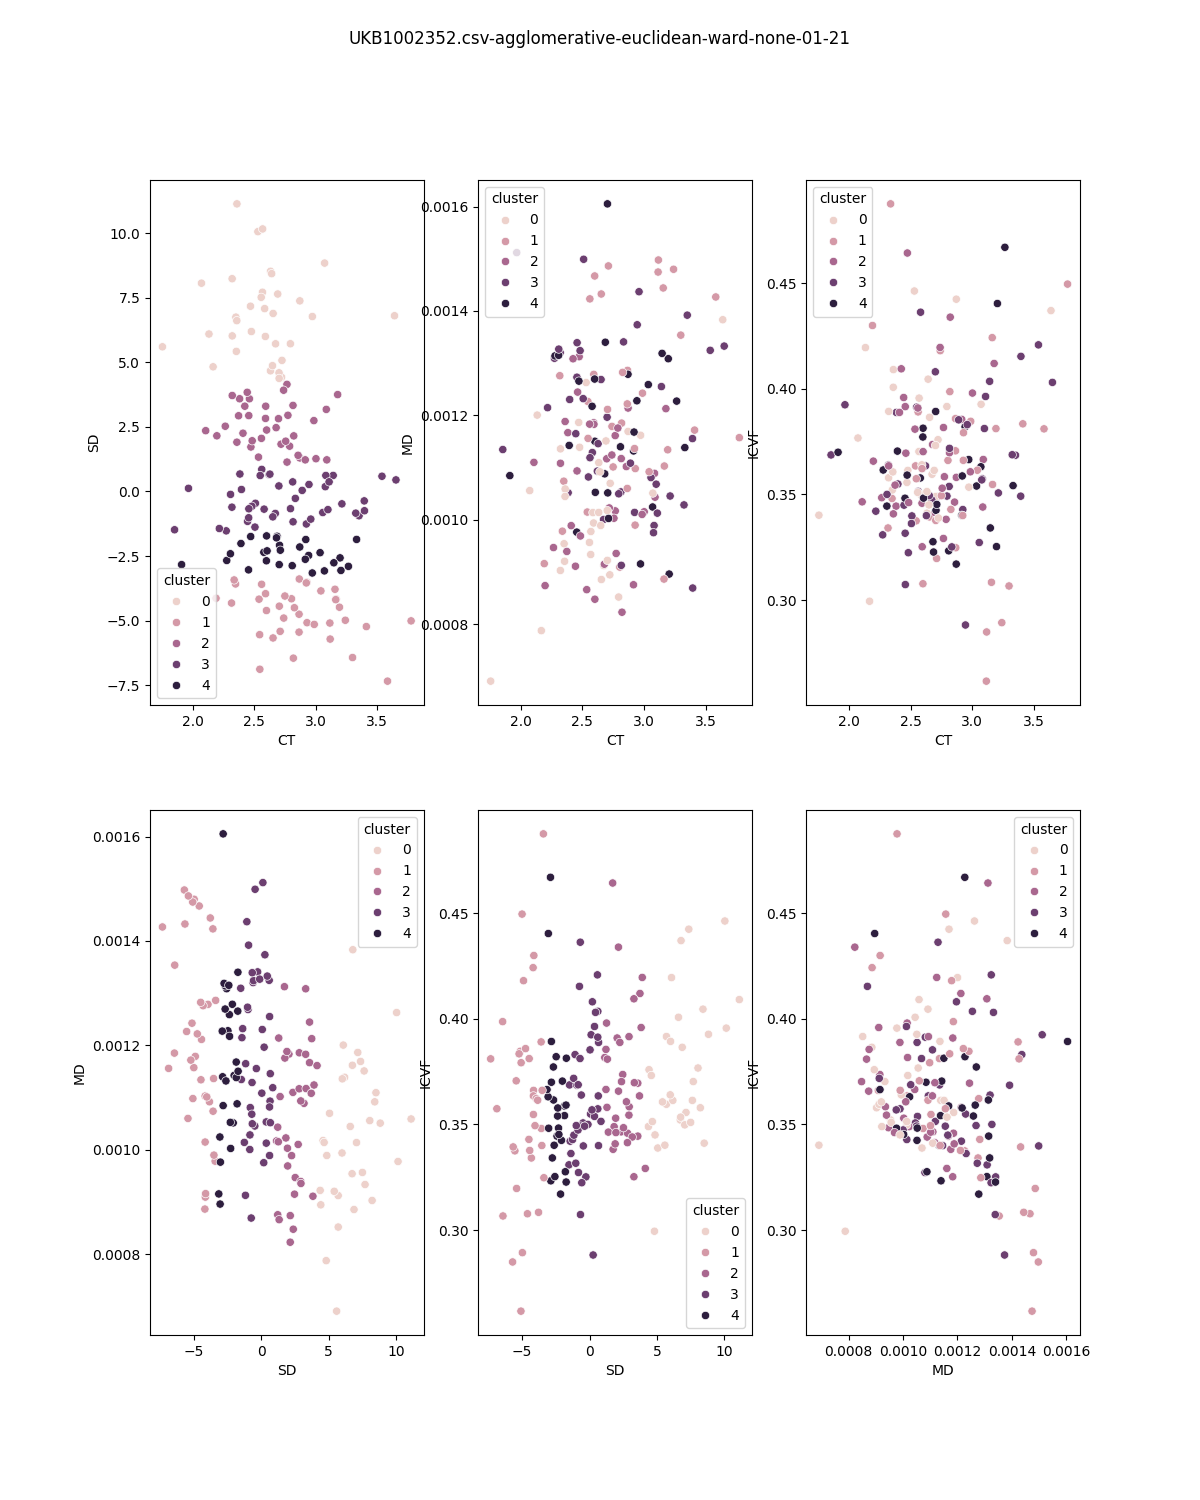 UKB1002352.csv-agglomerative-euclidean-ward-none-01-21
SD
10.0
7.5
5.0
2.5
0.0
−2.5
−5.0
−7.5
cluster
0
1
2
3
4
2.0 2.5 3.0 3.5
CT
MD
0.0016
0.0014
0.0012
0.0010
0.0008
cluster
0
1
2
3
4
2.0 2.5 3.0 3.5
CT
ICVF
0.45
0.40
0.35
0.30
cluster
0
1
2
3
4
2.0 2.5 3.0 3.5
CT
MD
0.0016
0.0014
0.0012
0.0010
0.0008
cluster
0
1
2
3
4
−5 0 5 10
SD
ICVF
0.45
0.40
0.35
0.30
cluster
0
1
2
3
4
−5 0 5 10
SD
ICVF
0.45
0.40
0.35
0.30
cluster
0
1
2
3
4
0.0008 0.0010 0.0012 0.0014 0.0016
MD